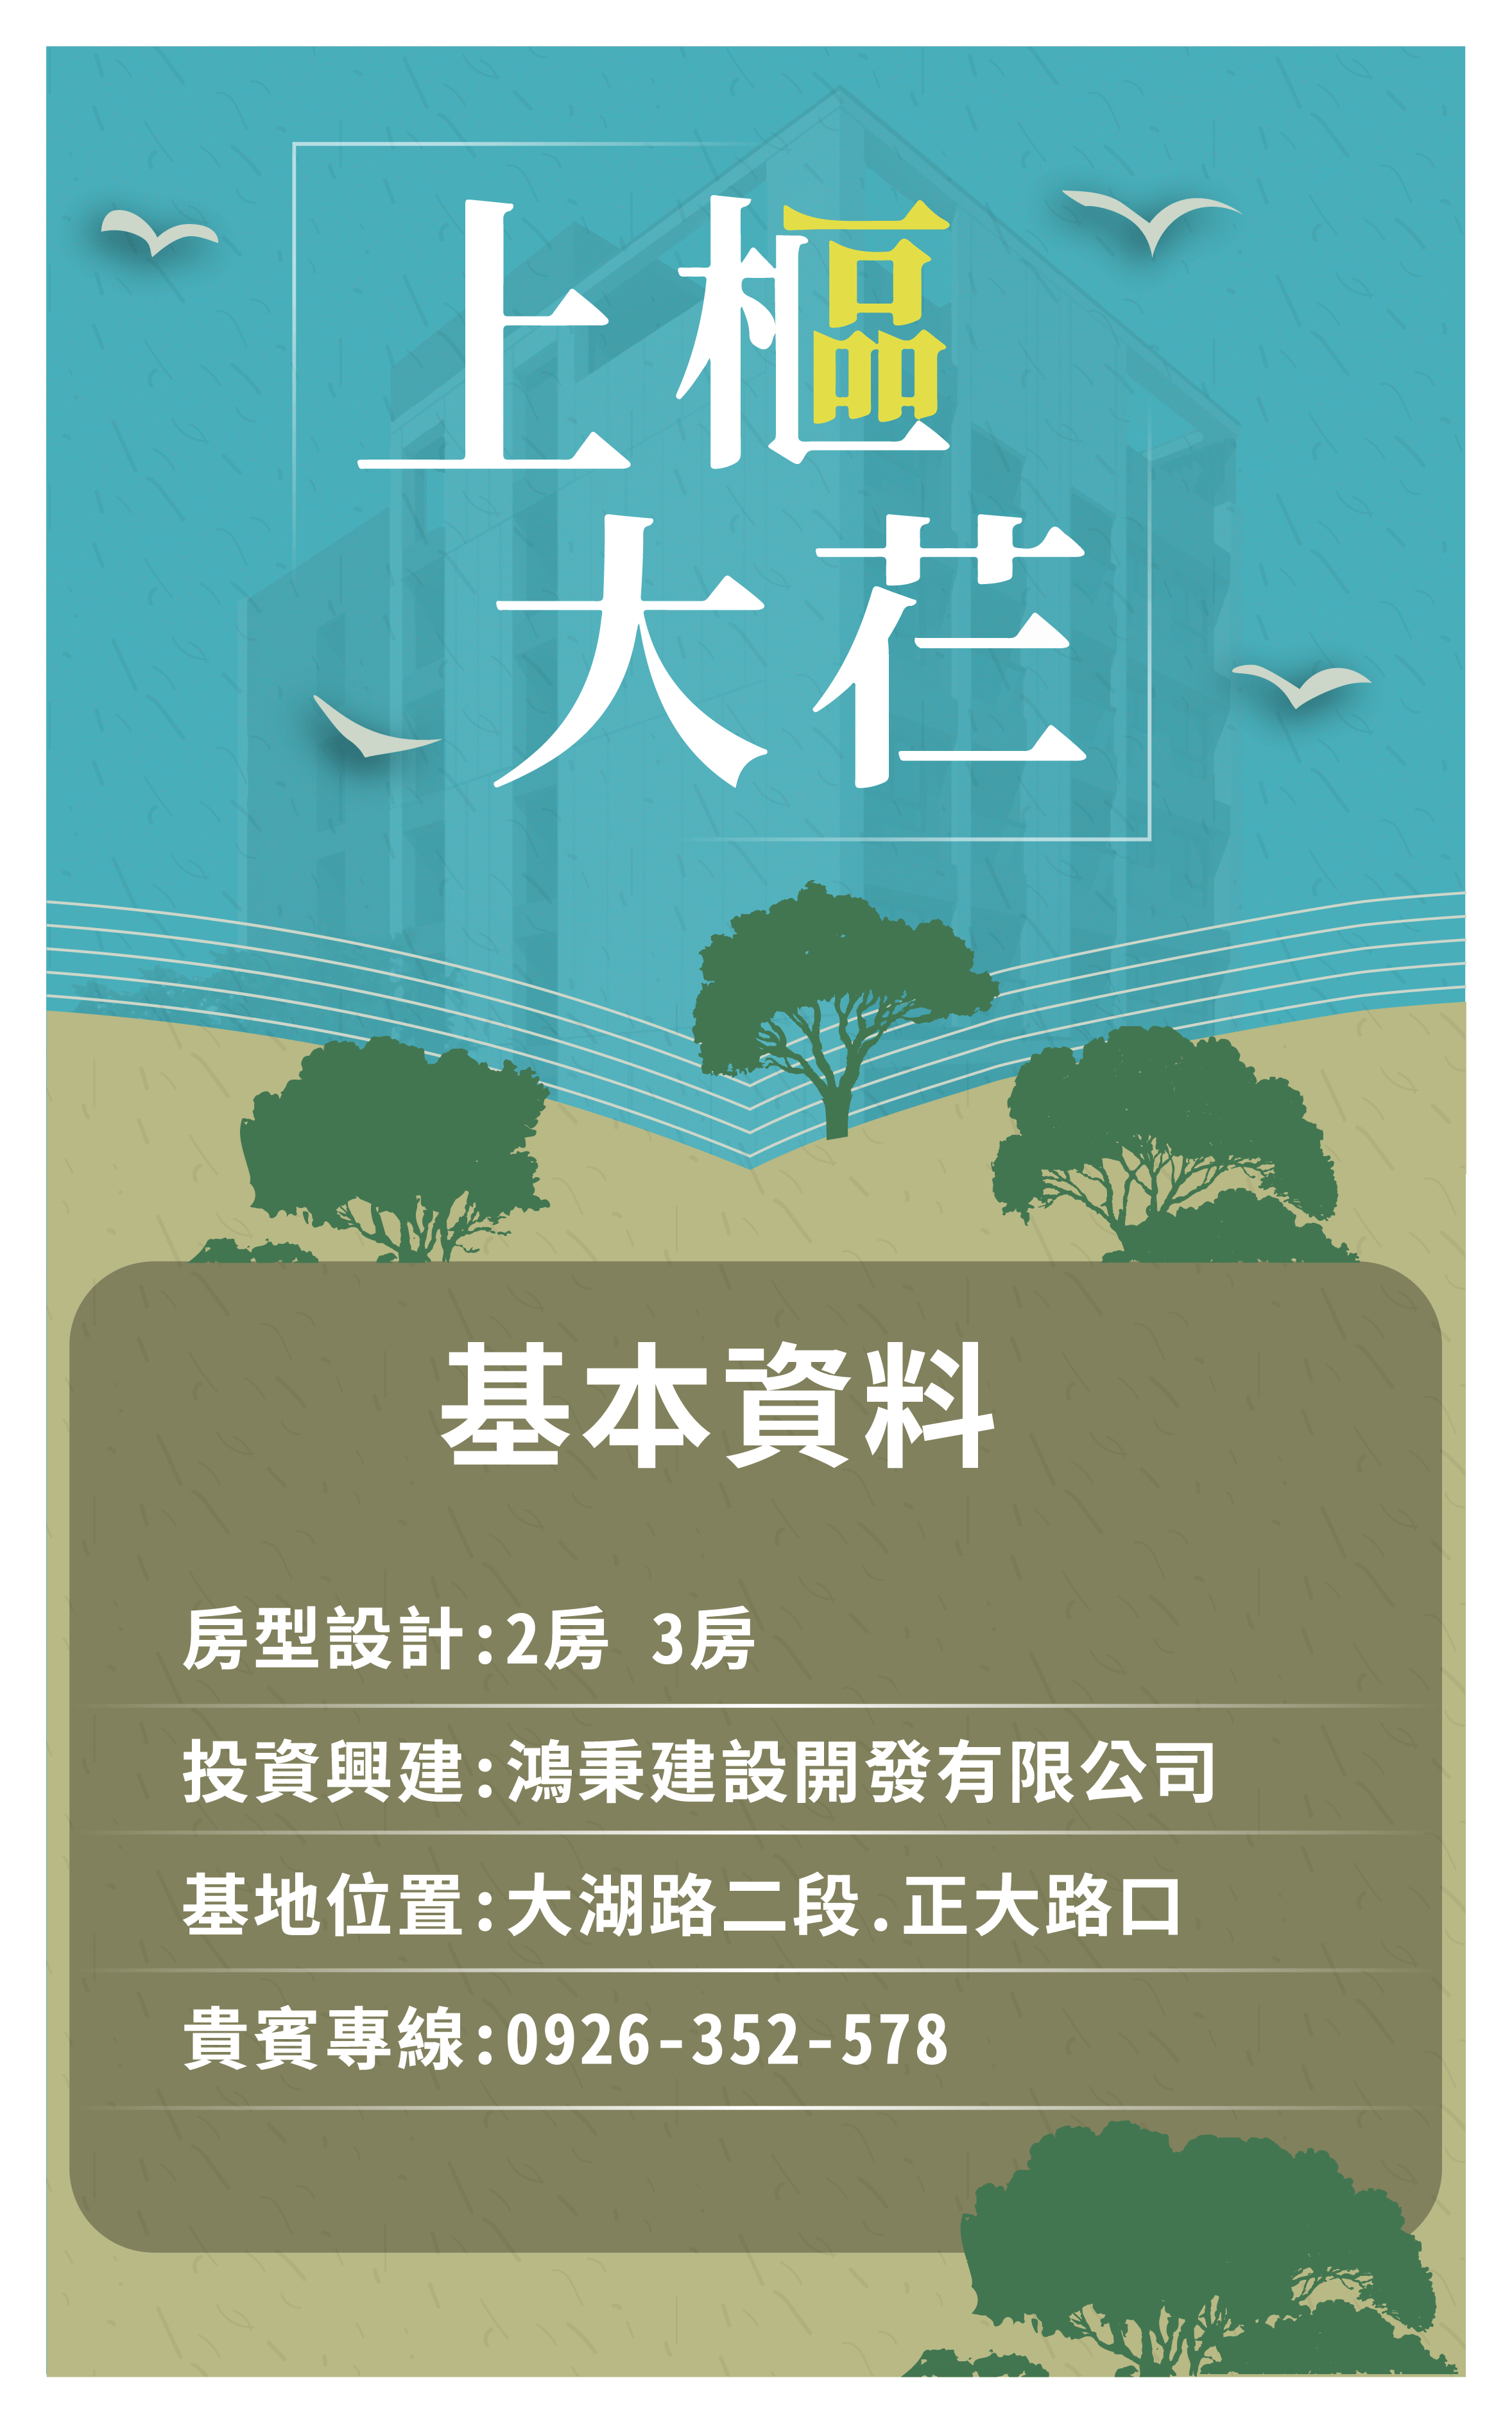 上樞
大芢
基本資料
房型設計:2房 3房
投資興建:鴻秉建設開發有限公司
基地位置:大湖路二段.正大路口
貴賓專線:0926-352-578